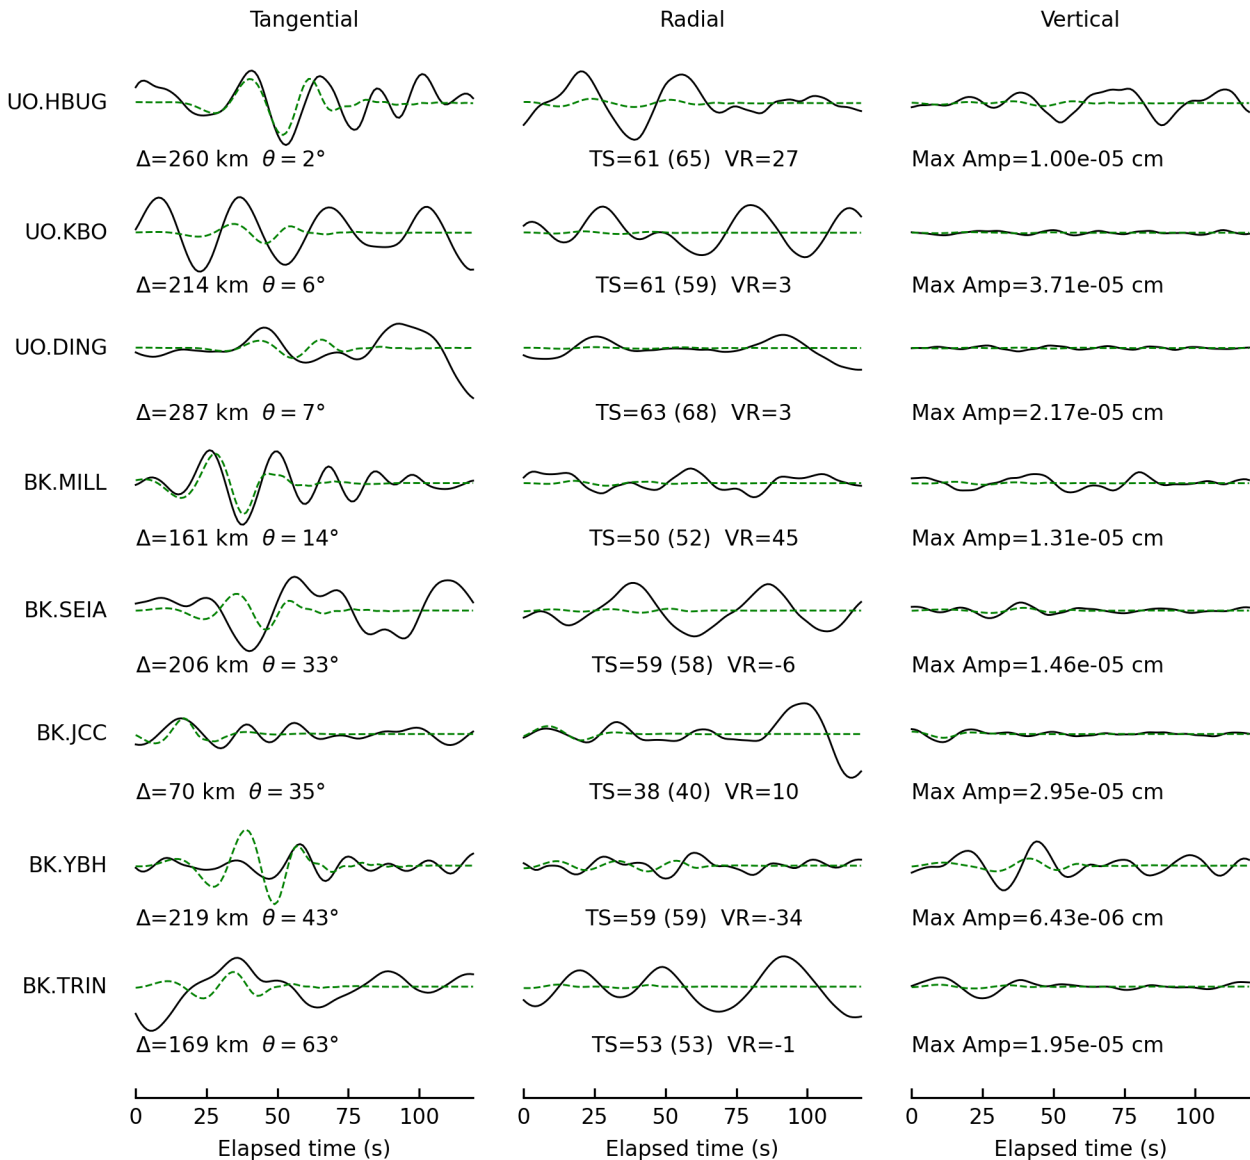 Tangential Radial Vertical
UO.HBUG
Δ=260 km θ = 2° TS=61 (65) VR=27 Max Amp=1.00e-05 cm
UO.KBO
Δ=214 km θ = 6° TS=61 (59) VR=3 Max Amp=3.71e-05 cm
UO.DING
Δ=287 km θ = 7° TS=63 (68) VR=3 Max Amp=2.17e-05 cm
BK.MILL
Δ=161 km θ = 14° TS=50 (52) VR=45 Max Amp=1.31e-05 cm
BK.SEIA
Δ=206 km θ = 33° TS=59 (58) VR=-6 Max Amp=1.46e-05 cm
BK.JCC
Δ=70 km θ = 35° TS=38 (40) VR=10 Max Amp=2.95e-05 cm
BK.YBH
Δ=219 km θ = 43° TS=59 (59) VR=-34 Max Amp=6.43e-06 cm
BK.TRIN
Δ=169 km θ = 63° TS=53 (53) VR=-1 Max Amp=1.95e-05 cm
0 25 50 75 100 0 25 50 75 100 0 25 50 75 100
Elapsed time (s) Elapsed time (s) Elapsed time (s)